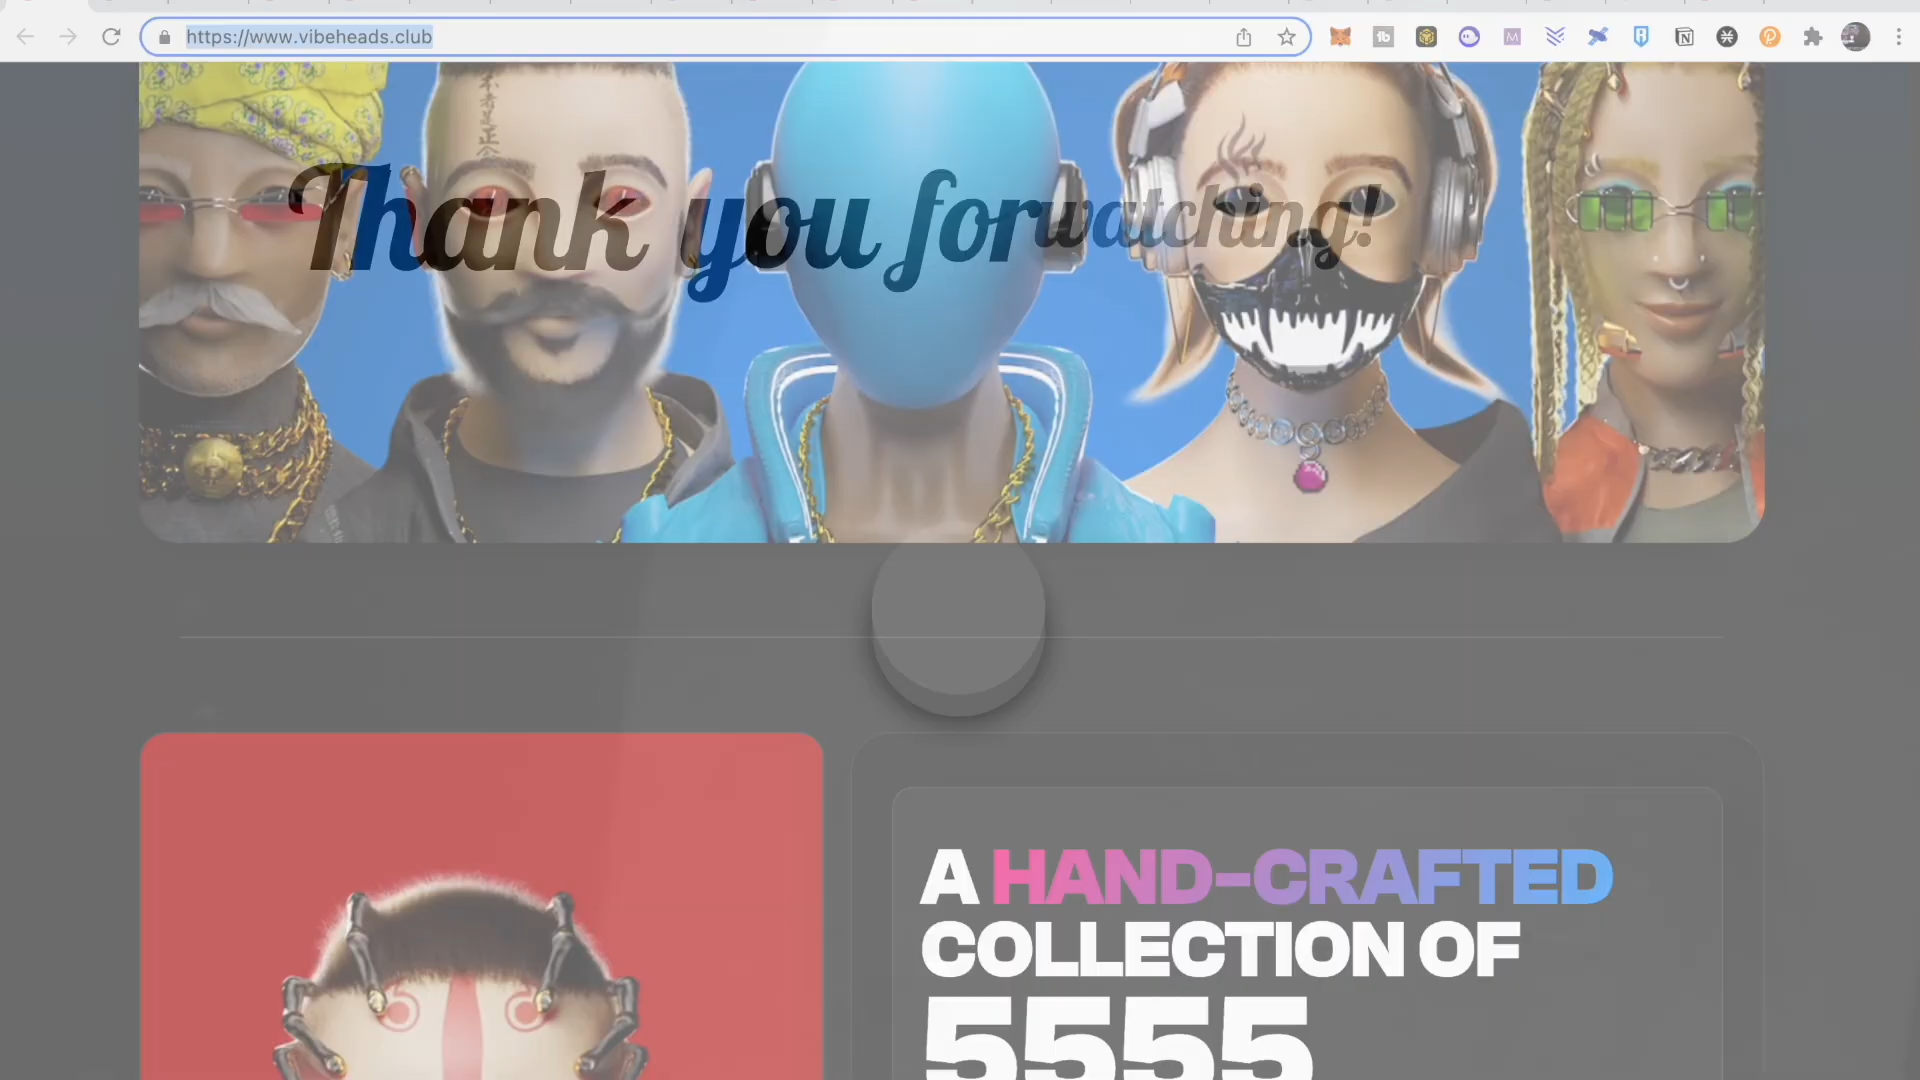 https://www.vibeheads.club
Thank you for watching!
A HAND-CRAFTED
COLLECTION OF
5555